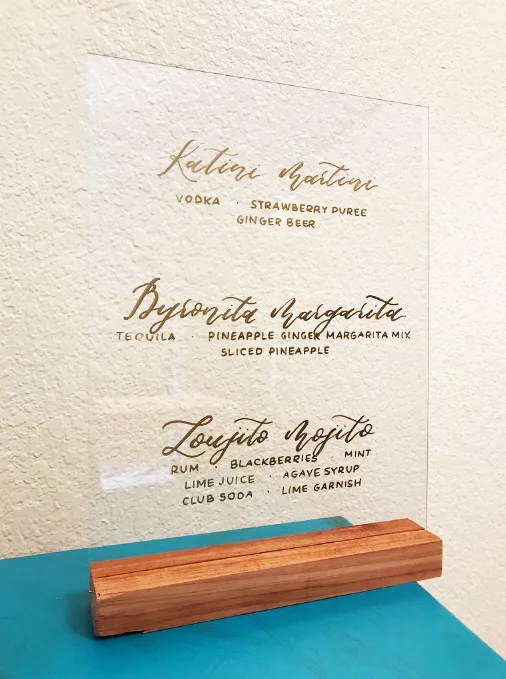 Katini Martini
VODKA · STRAWBERRY PUREE
GINGER BEER
Byronita Margarita
TEQUILA · PINEAPPLE GINGER MARGARITA MIX
SLICED PINEAPPLE
Loujito Mojito
RUM · BLACKBERRIES · MINT
LIME JUICE · AGAVE SYRUP
CLUB SODA · LIME GARNISH